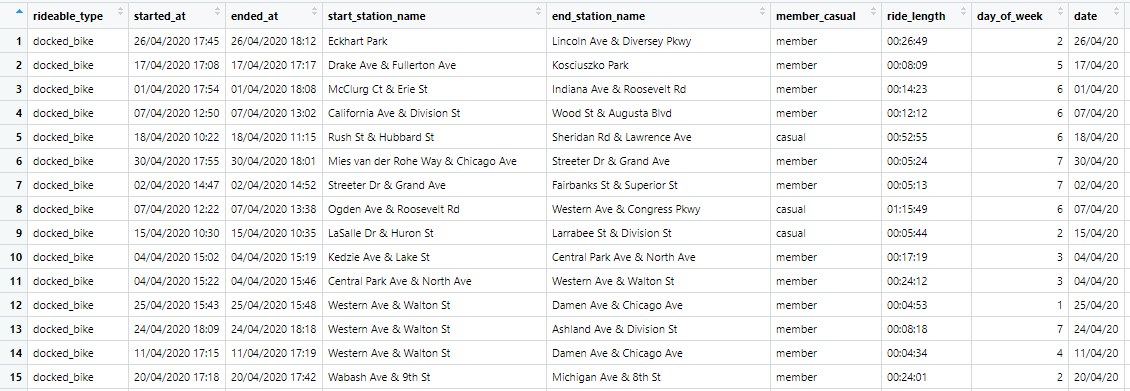 rideable_type started_at ended_at start_station_name end_station_name member_casual ride_length day_of_week date
1 docked_bike 26/04/2020 17:45 26/04/2020 18:12 Eckhart Park Lincoln Ave & Diversey Pkwy member 00:26:49 2 26/04/20
2 docked_bike 17/04/2020 17:08 17/04/2020 17:17 Drake Ave & Fullerton Ave Kosciuszko Park member 00:08:09 5 17/04/20
3 docked_bike 01/04/2020 17:54 01/04/2020 18:08 McClurg Ct & Erie St Indiana Ave & Roosevelt Rd member 00:14:23 6 01/04/20
4 docked_bike 07/04/2020 12:50 07/04/2020 13:02 California Ave & Division St Wood St & Augusta Blvd member 00:12:12 6 07/04/20
5 docked_bike 18/04/2020 10:22 18/04/2020 11:15 Rush St & Hubbard St Sheridan Rd & Lawrence Ave casual 00:52:55 6 18/04/20
6 docked_bike 30/04/2020 17:55 30/04/2020 18:01 Mies van der Rohe Way & Chicago Ave Streeter Dr & Grand Ave member 00:05:24 7 30/04/20
7 docked_bike 02/04/2020 14:47 02/04/2020 14:52 Streeter Dr & Grand Ave Fairbanks St & Superior St member 00:05:13 7 02/04/20
8 docked_bike 07/04/2020 12:22 07/04/2020 13:38 Ogden Ave & Roosevelt Rd Western Ave & Congress Pkwy casual 01:15:49 6 07/04/20
9 docked_bike 15/04/2020 10:30 15/04/2020 10:35 LaSalle Dr & Huron St Larrabee St & Division St casual 00:05:44 2 15/04/20
10 docked_bike 04/04/2020 15:02 04/04/2020 15:19 Kedzie Ave & Lake St Central Park Ave & North Ave member 00:17:19 3 04/04/20
11 docked_bike 04/04/2020 15:22 04/04/2020 15:46 Central Park Ave & North Ave Western Ave & Walton St member 00:24:12 3 04/04/20
12 docked_bike 25/04/2020 15:43 25/04/2020 15:48 Western Ave & Walton St Damen Ave & Chicago Ave member 00:04:53 1 25/04/20
13 docked_bike 24/04/2020 18:09 24/04/2020 18:18 Western Ave & Walton St Ashland Ave & Division St member 00:08:18 7 24/04/20
14 docked_bike 11/04/2020 17:15 11/04/2020 17:19 Western Ave & Walton St Damen Ave & Chicago Ave member 00:04:34 4 11/04/20
15 docked_bike 20/04/2020 17:18 20/04/2020 17:42 Wabash Ave & 9th St Michigan Ave & 8th St member 00:24:01 2 20/04/20